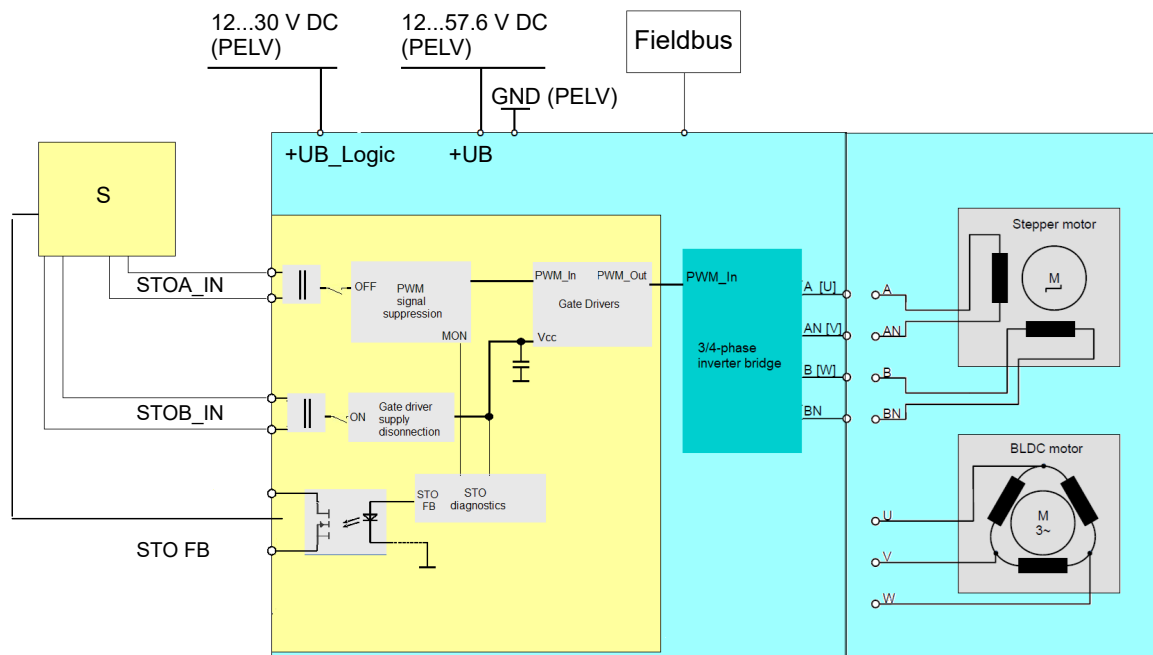 12...30 V DC
(PELV)
12...57.6 V DC
(PELV)
Fieldbus
GND (PELV)
+UB_Logic
+UB
S
STOA_IN
OFF
PWM
signal
suppression
MON
PWM_In
PWM_Out
Gate Drivers
Vcc
PWM_In
3/4-phase
inverter bridge
A [U]
AN [V]
B [W]
BN
A
AN
B
BN
Stepper motor
M
STOB_IN
ON
Gate driver
supply
disonnection
STO
FB
STO
diagnostics
STO FB
BLDC motor
M
3~
U
V
W